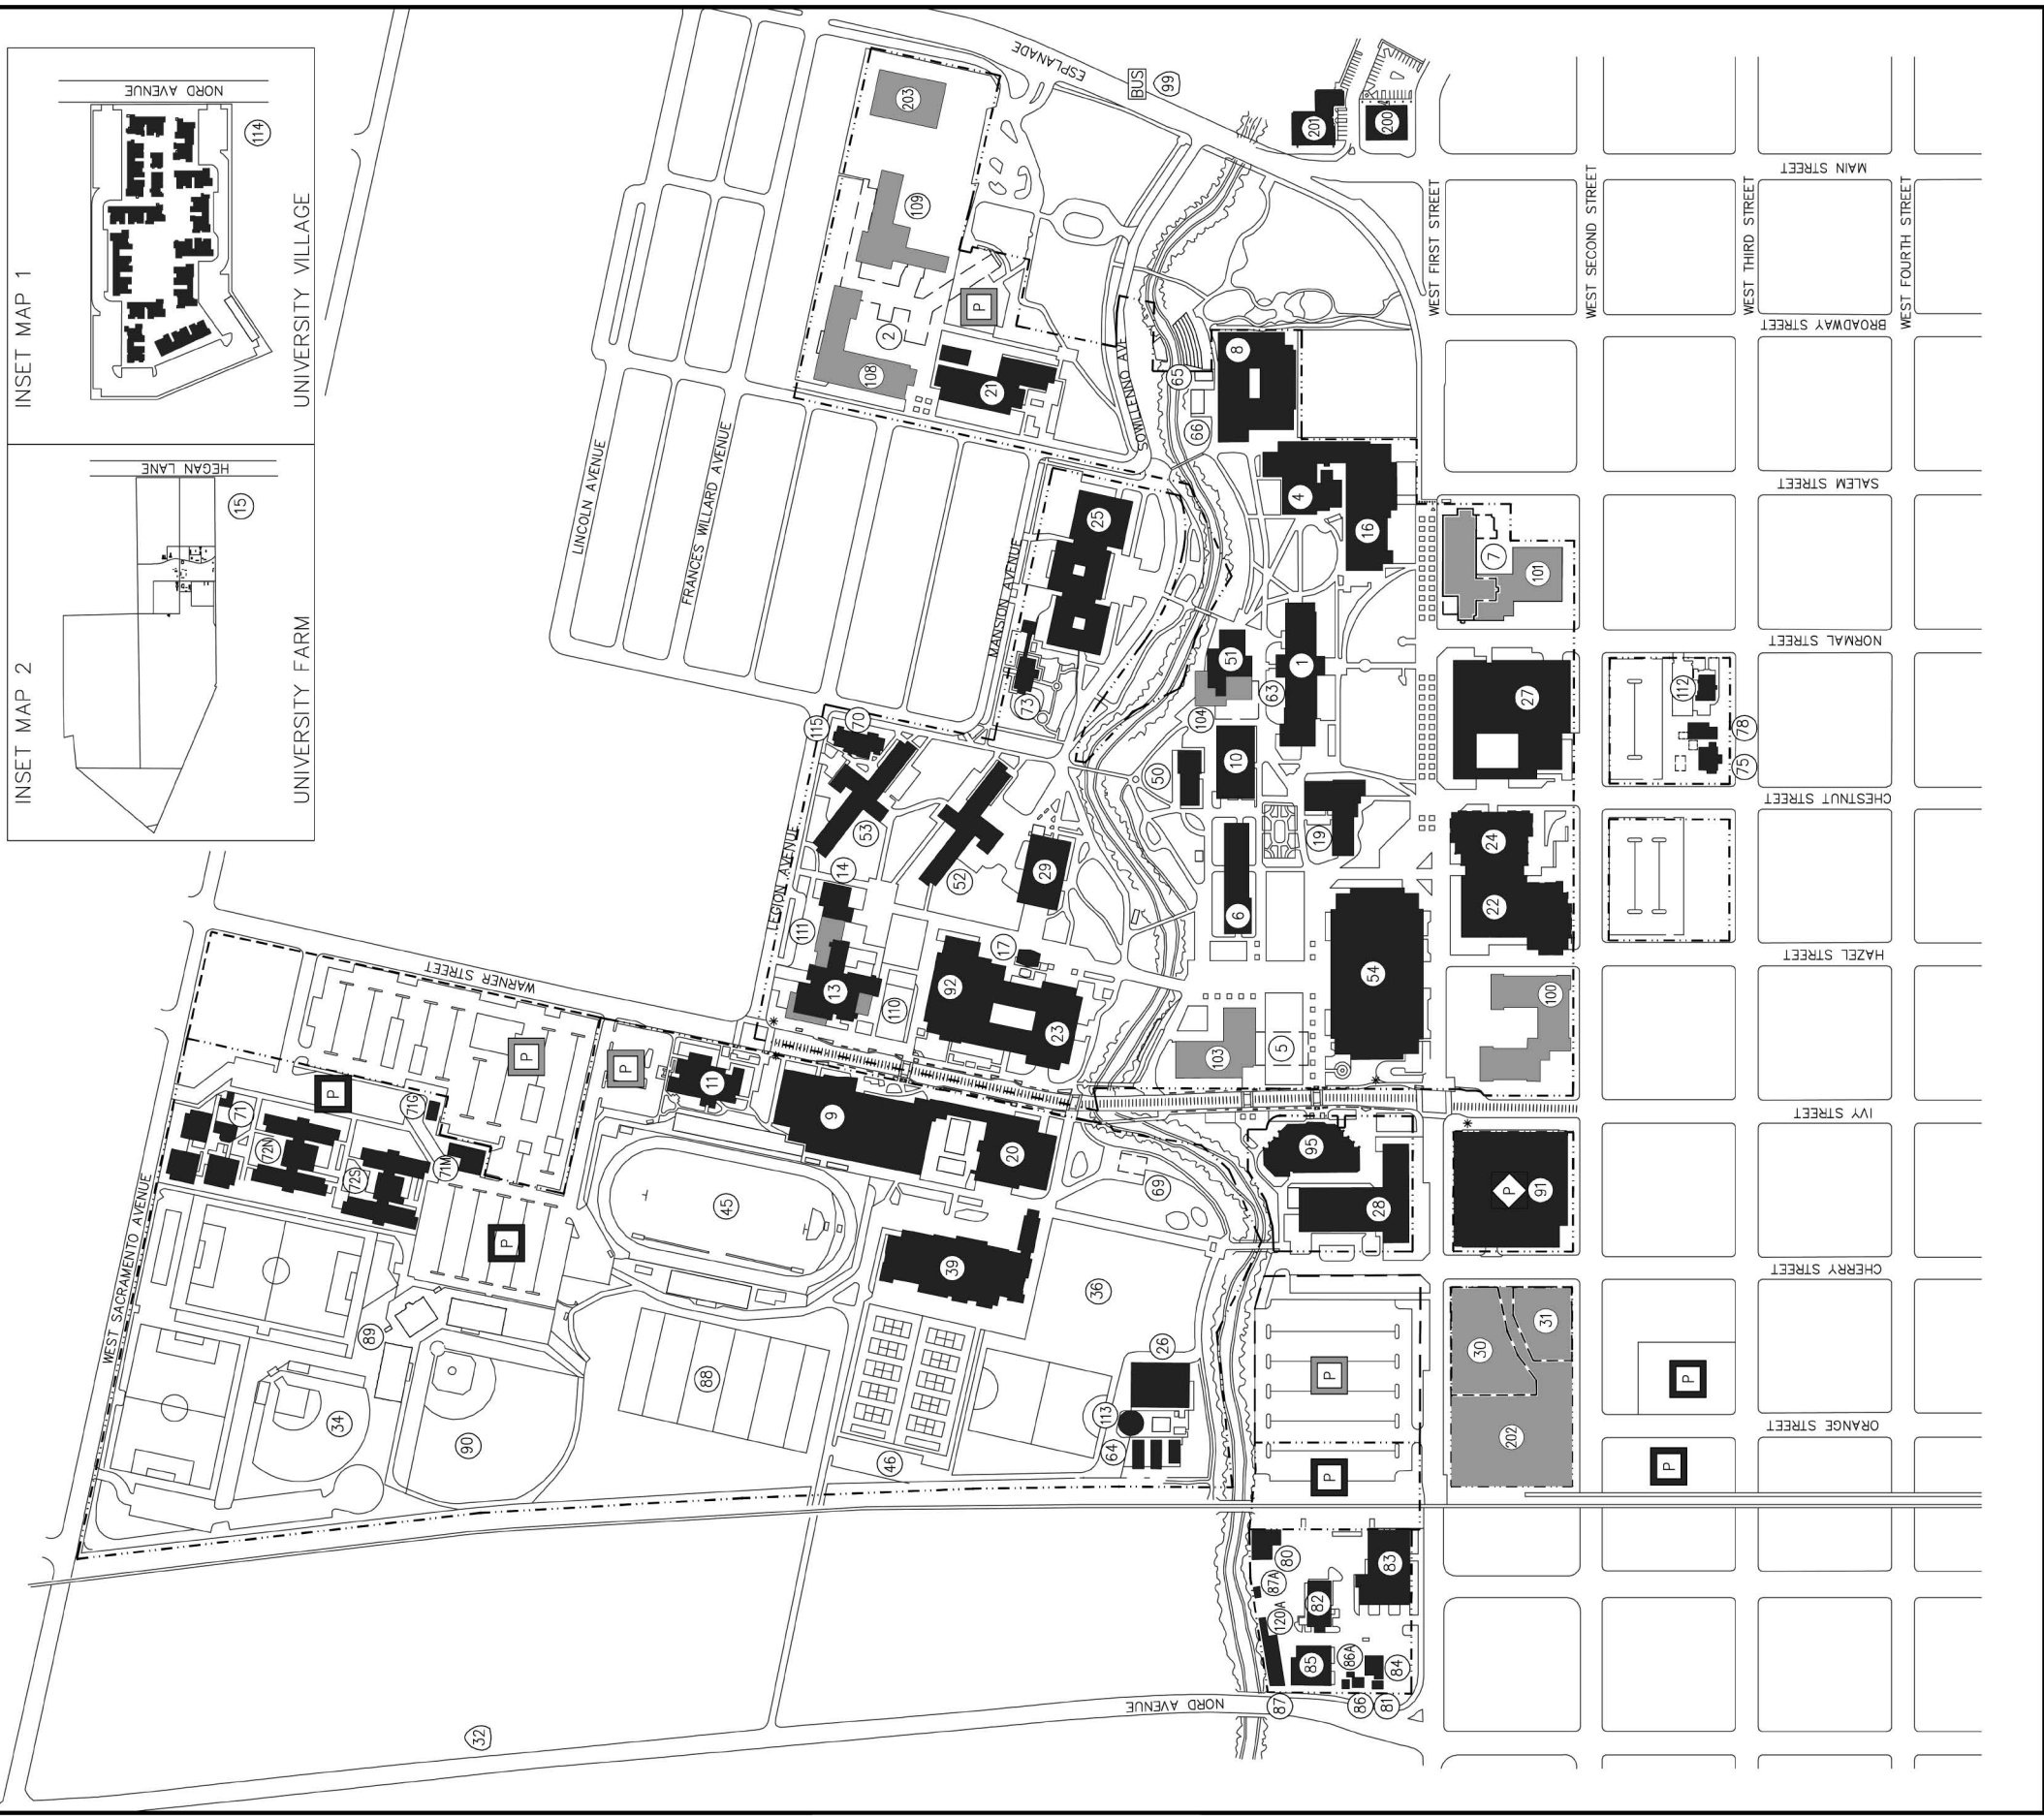 INSET MAP 1
NORD AVENUE
114
UNIVERSITY VILLAGE
INSET MAP 2
HEGAN LANE
15
UNIVERSITY FARM
ESPLANADE
BUS
99
203
109
2
108
P
21
LINCOLN AVENUE
FRANCES WILLARD AVENUE
MANSION AVENUE
SOWILLENNO AVE
65
8
66
201
200
WEST FIRST STREET
WEST SECOND STREET
WEST THIRD STREET
WEST FOURTH STREET
MAIN STREET
BROADWAY STREET
SALEM STREET
NORMAL STREET
CHESTNUT STREET
HAZEL STREET
IVY STREET
CHERRY STREET
ORANGE STREET
25
73
4
16
7
101
51
104
63
1
10
50
27
112
78
75
115
70
53
52
14
29
LEGION AVENUE
111
13
110
17
92
23
19
6
24
22
54
100
103
5
WARNER STREET
P
P
P
11
9
20
71
72N
72S
71G
71M
P
WEST SACRAMENTO AVENUE
45
39
36
69
95
28
P
91
89
34
90
88
46
26
113
64
P
P
30
31
202
P
P
80
87A
120A
82
83
85
86A
84
87
86
81
NORD AVENUE
32